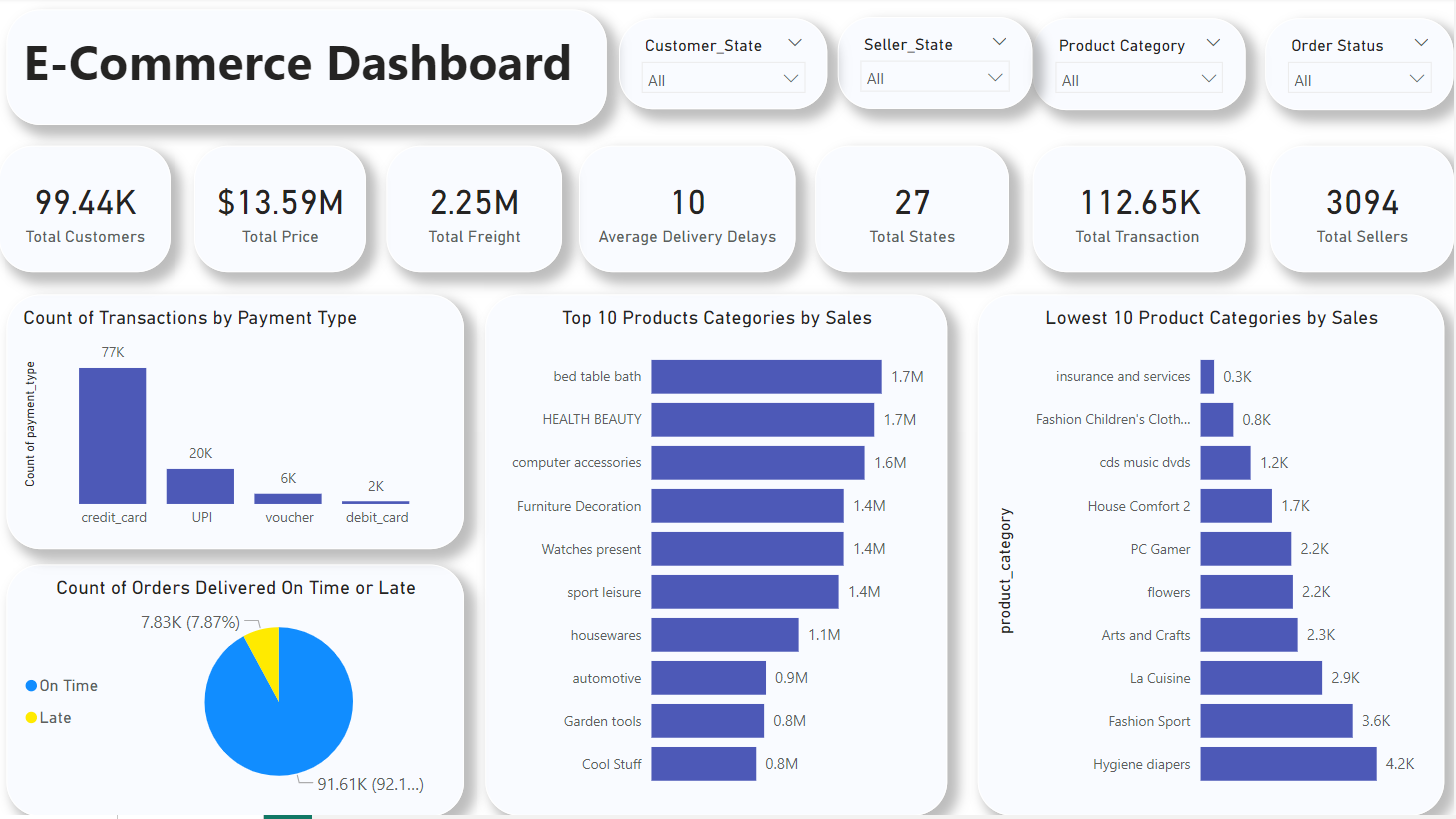 E-Commerce Dashboard
Customer_State
All
Seller_State
All
Product Category
All
Order Status
All
99.44K
Total Customers
$13.59M
Total Price
2.25M
Total Freight
10
Average Delivery Delays
27
Total States
112.65K
Total Transaction
3094
Total Sellers
Count of Transactions by Payment Type
Count of payment_type
77K
20K
6K
2K
credit_card
UPI
voucher
debit_card
Count of Orders Delivered On Time or Late
7.83K (7.87%)
On Time
Late
91.61K (92.1...)
Top 10 Products Categories by Sales
bed table bath 1.7M
HEALTH BEAUTY 1.7M
computer accessories 1.6M
Furniture Decoration 1.4M
Watches present 1.4M
sport leisure 1.4M
housewares 1.1M
automotive 0.9M
Garden tools 0.8M
Cool Stuff 0.8M
Lowest 10 Product Categories by Sales
product_category
insurance and services 0.3K
Fashion Children's Cloth... 0.8K
cds music dvds 1.2K
House Comfort 2 1.7K
PC Gamer 2.2K
flowers 2.2K
Arts and Crafts 2.3K
La Cuisine 2.9K
Fashion Sport 3.6K
Hygiene diapers 4.2K